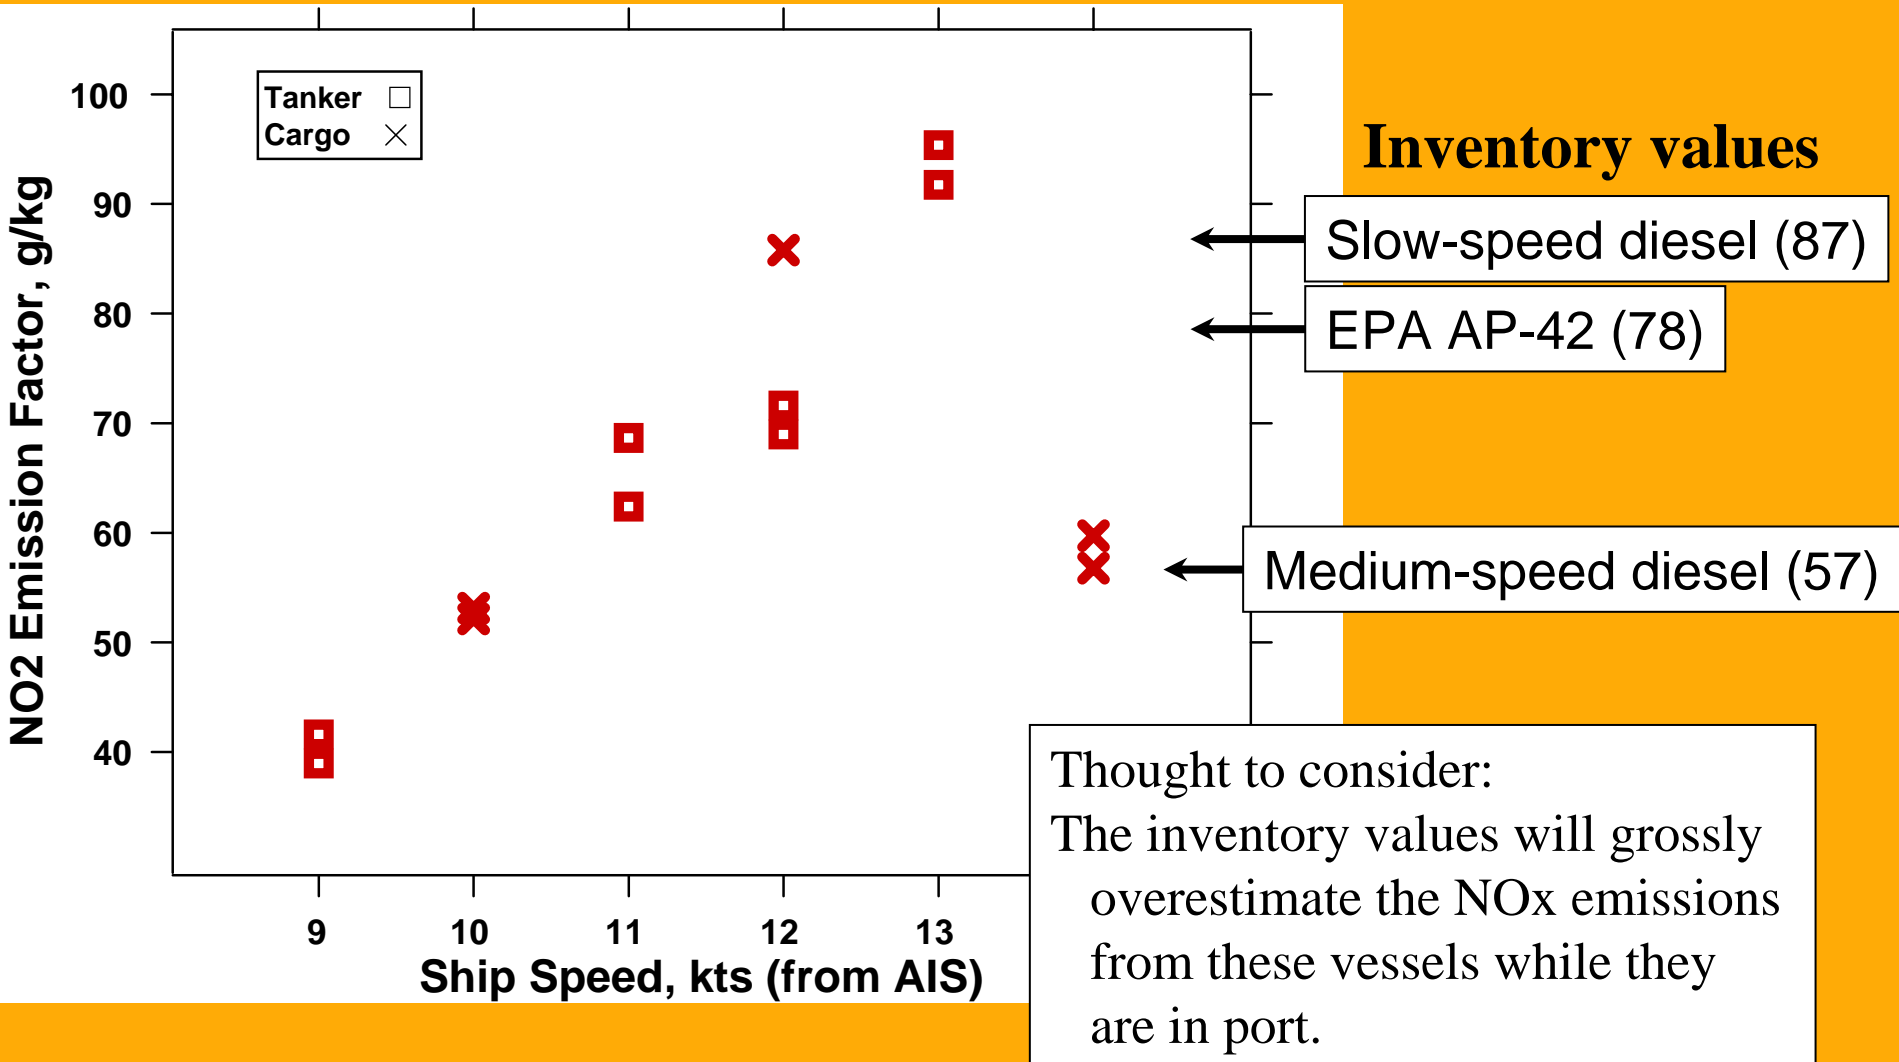 Tanker □
Cargo ×
100
90
80
70
60
50
40
NO2 Emission Factor, g/kg
9 10 11 12 13
Ship Speed, kts (from AIS)
Inventory values
Slow-speed diesel (87)
EPA AP-42 (78)
Medium-speed diesel (57)
Thought to consider:
The inventory values will grossly
overestimate the NOx emissions
from these vessels while they
are in port.